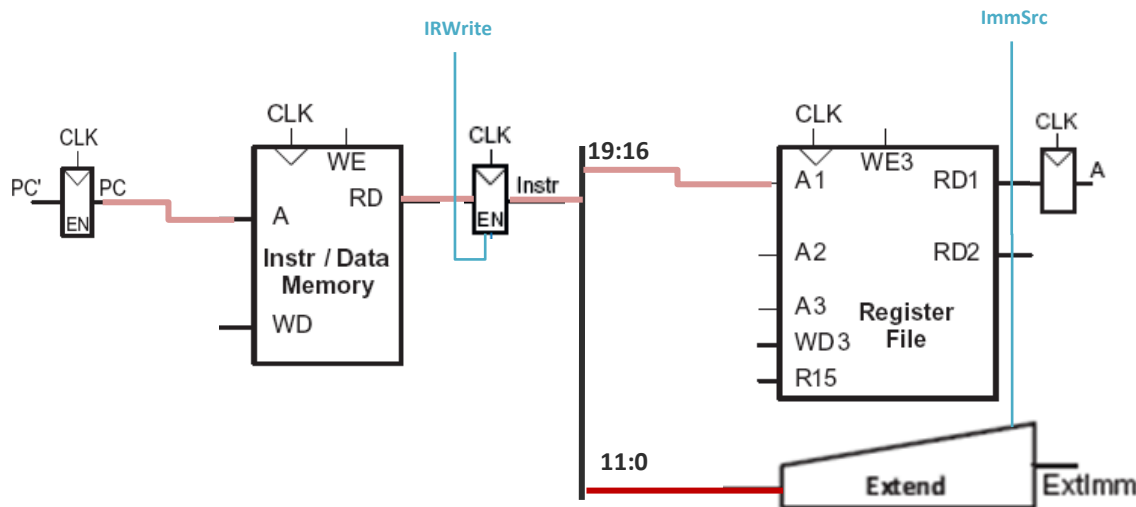 IRWrite
ImmSrc
CLK
PC'
PC
EN
CLK
WE
RD
A
Instr / Data
Memory
WD
CLK
Instr
EN
19:16
11:0
CLK
WE3
A1
RD1
A2
RD2
A3
Register
File
WD3
R15
CLK
A
Extend
ExtImm